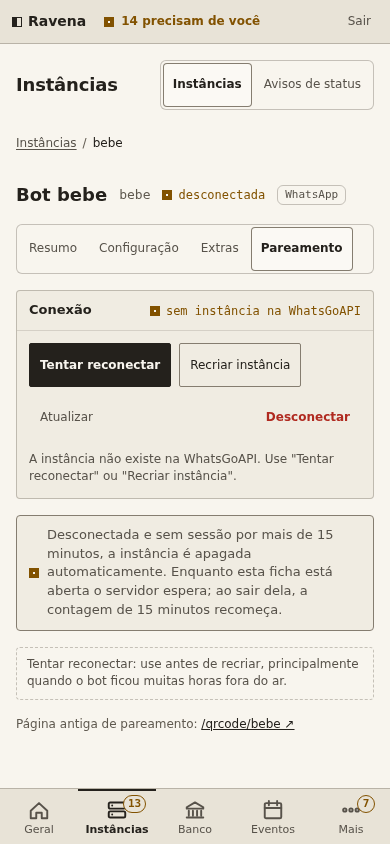 Ravena
14 precisam de você
Sair
Instâncias
Instâncias
Avisos de status
Instâncias / bebe
Bot bebe
bebe
desconectada
WhatsApp
Resumo
Configuração
Extras
Pareamento
Conexão
sem instância na WhatsGoAPI
Tentar reconectar
Recriar instância
Atualizar
Desconectar
A instância não existe na WhatsGoAPI. Use "Tentar
reconectar" ou "Recriar instância".
Desconectada e sem sessão por mais de 15
minutos, a instância é apagada
automaticamente. Enquanto esta ficha está
aberta o servidor espera; ao sair dela, a
contagem de 15 minutos recomeça.
Tentar reconectar: use antes de recriar, principalmente
quando o bot ficou muitas horas fora do ar.
Página antiga de pareamento: /qrcode/bebe ↗
13
7
Geral
Instâncias
Banco
Eventos
Mais